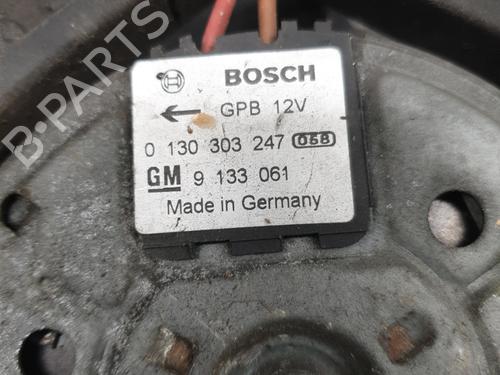 BOSCH
GPB 12V
0 130 303 247 068
GM 9 133 061
Made in Germany
B-PARTS